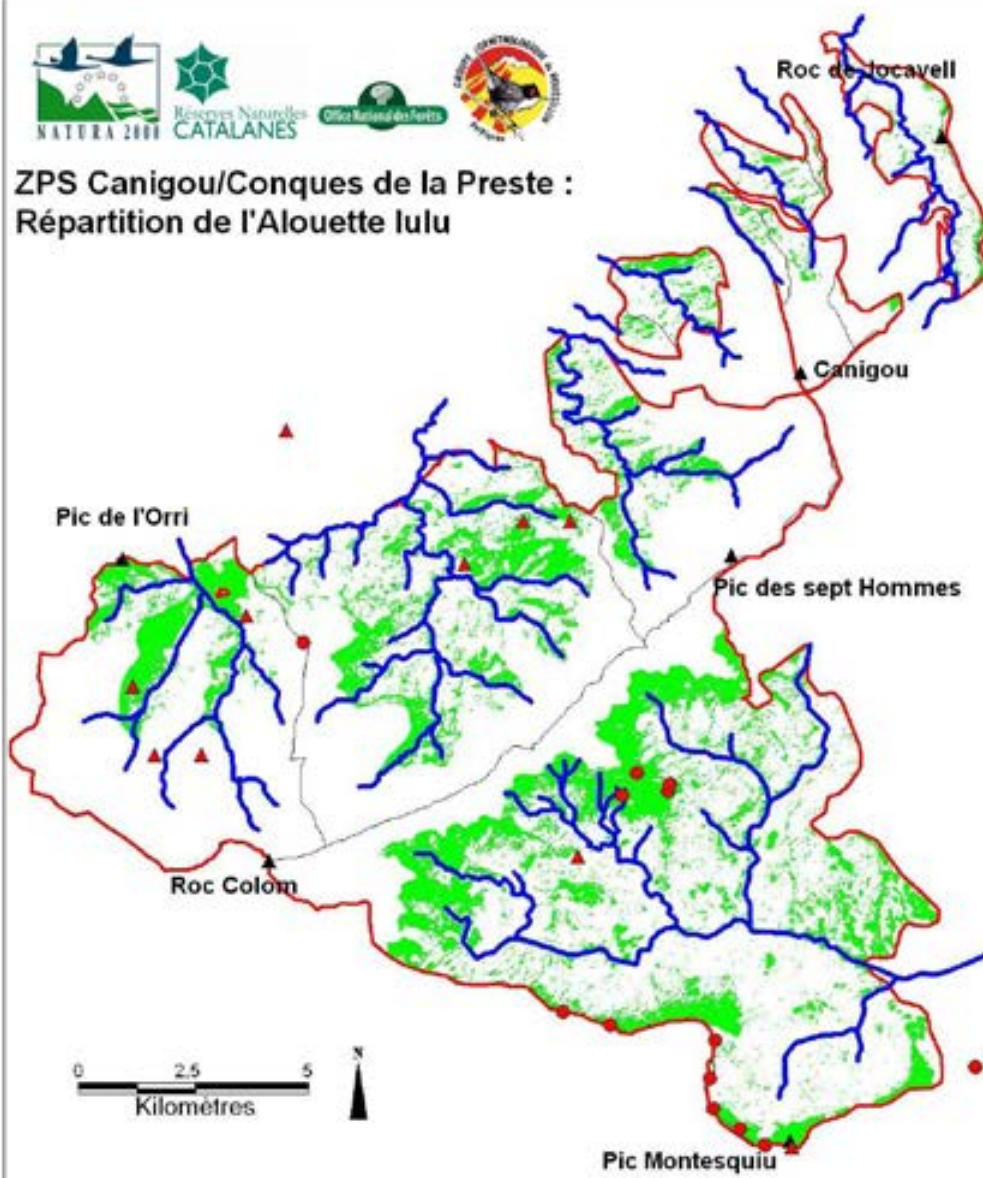 NATURA 2000
Réserves Naturelles
CATALANES
Office National des Forêts
ZPS Canigou/Conques de la Preste :
Répartition de l'Alouette lulu
Roc de Jocavell
Canigou
Pic de l'Orri
Pic des sept Hommes
Roc Colom
0 2,5 5
Kilomètres
N
Pic Montesquiu